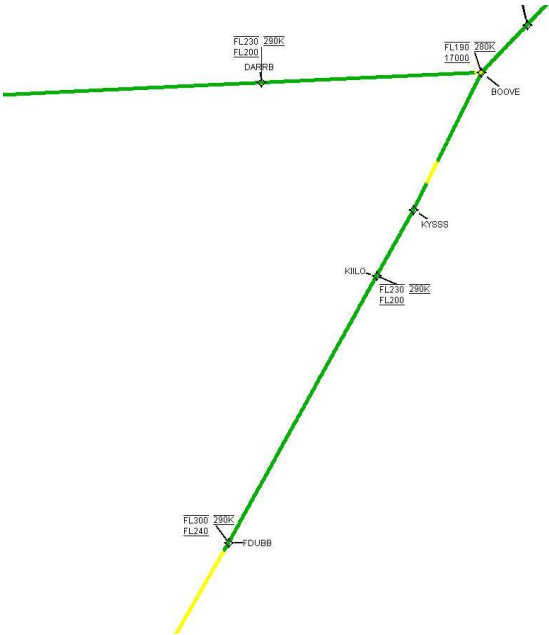 FL230 290K
FL200
DARRB
FL190 280K
17000
BOOVE
KYSSS
KIILO
FL230 290K
FL200
FL300 290K
FL240
FDUBB